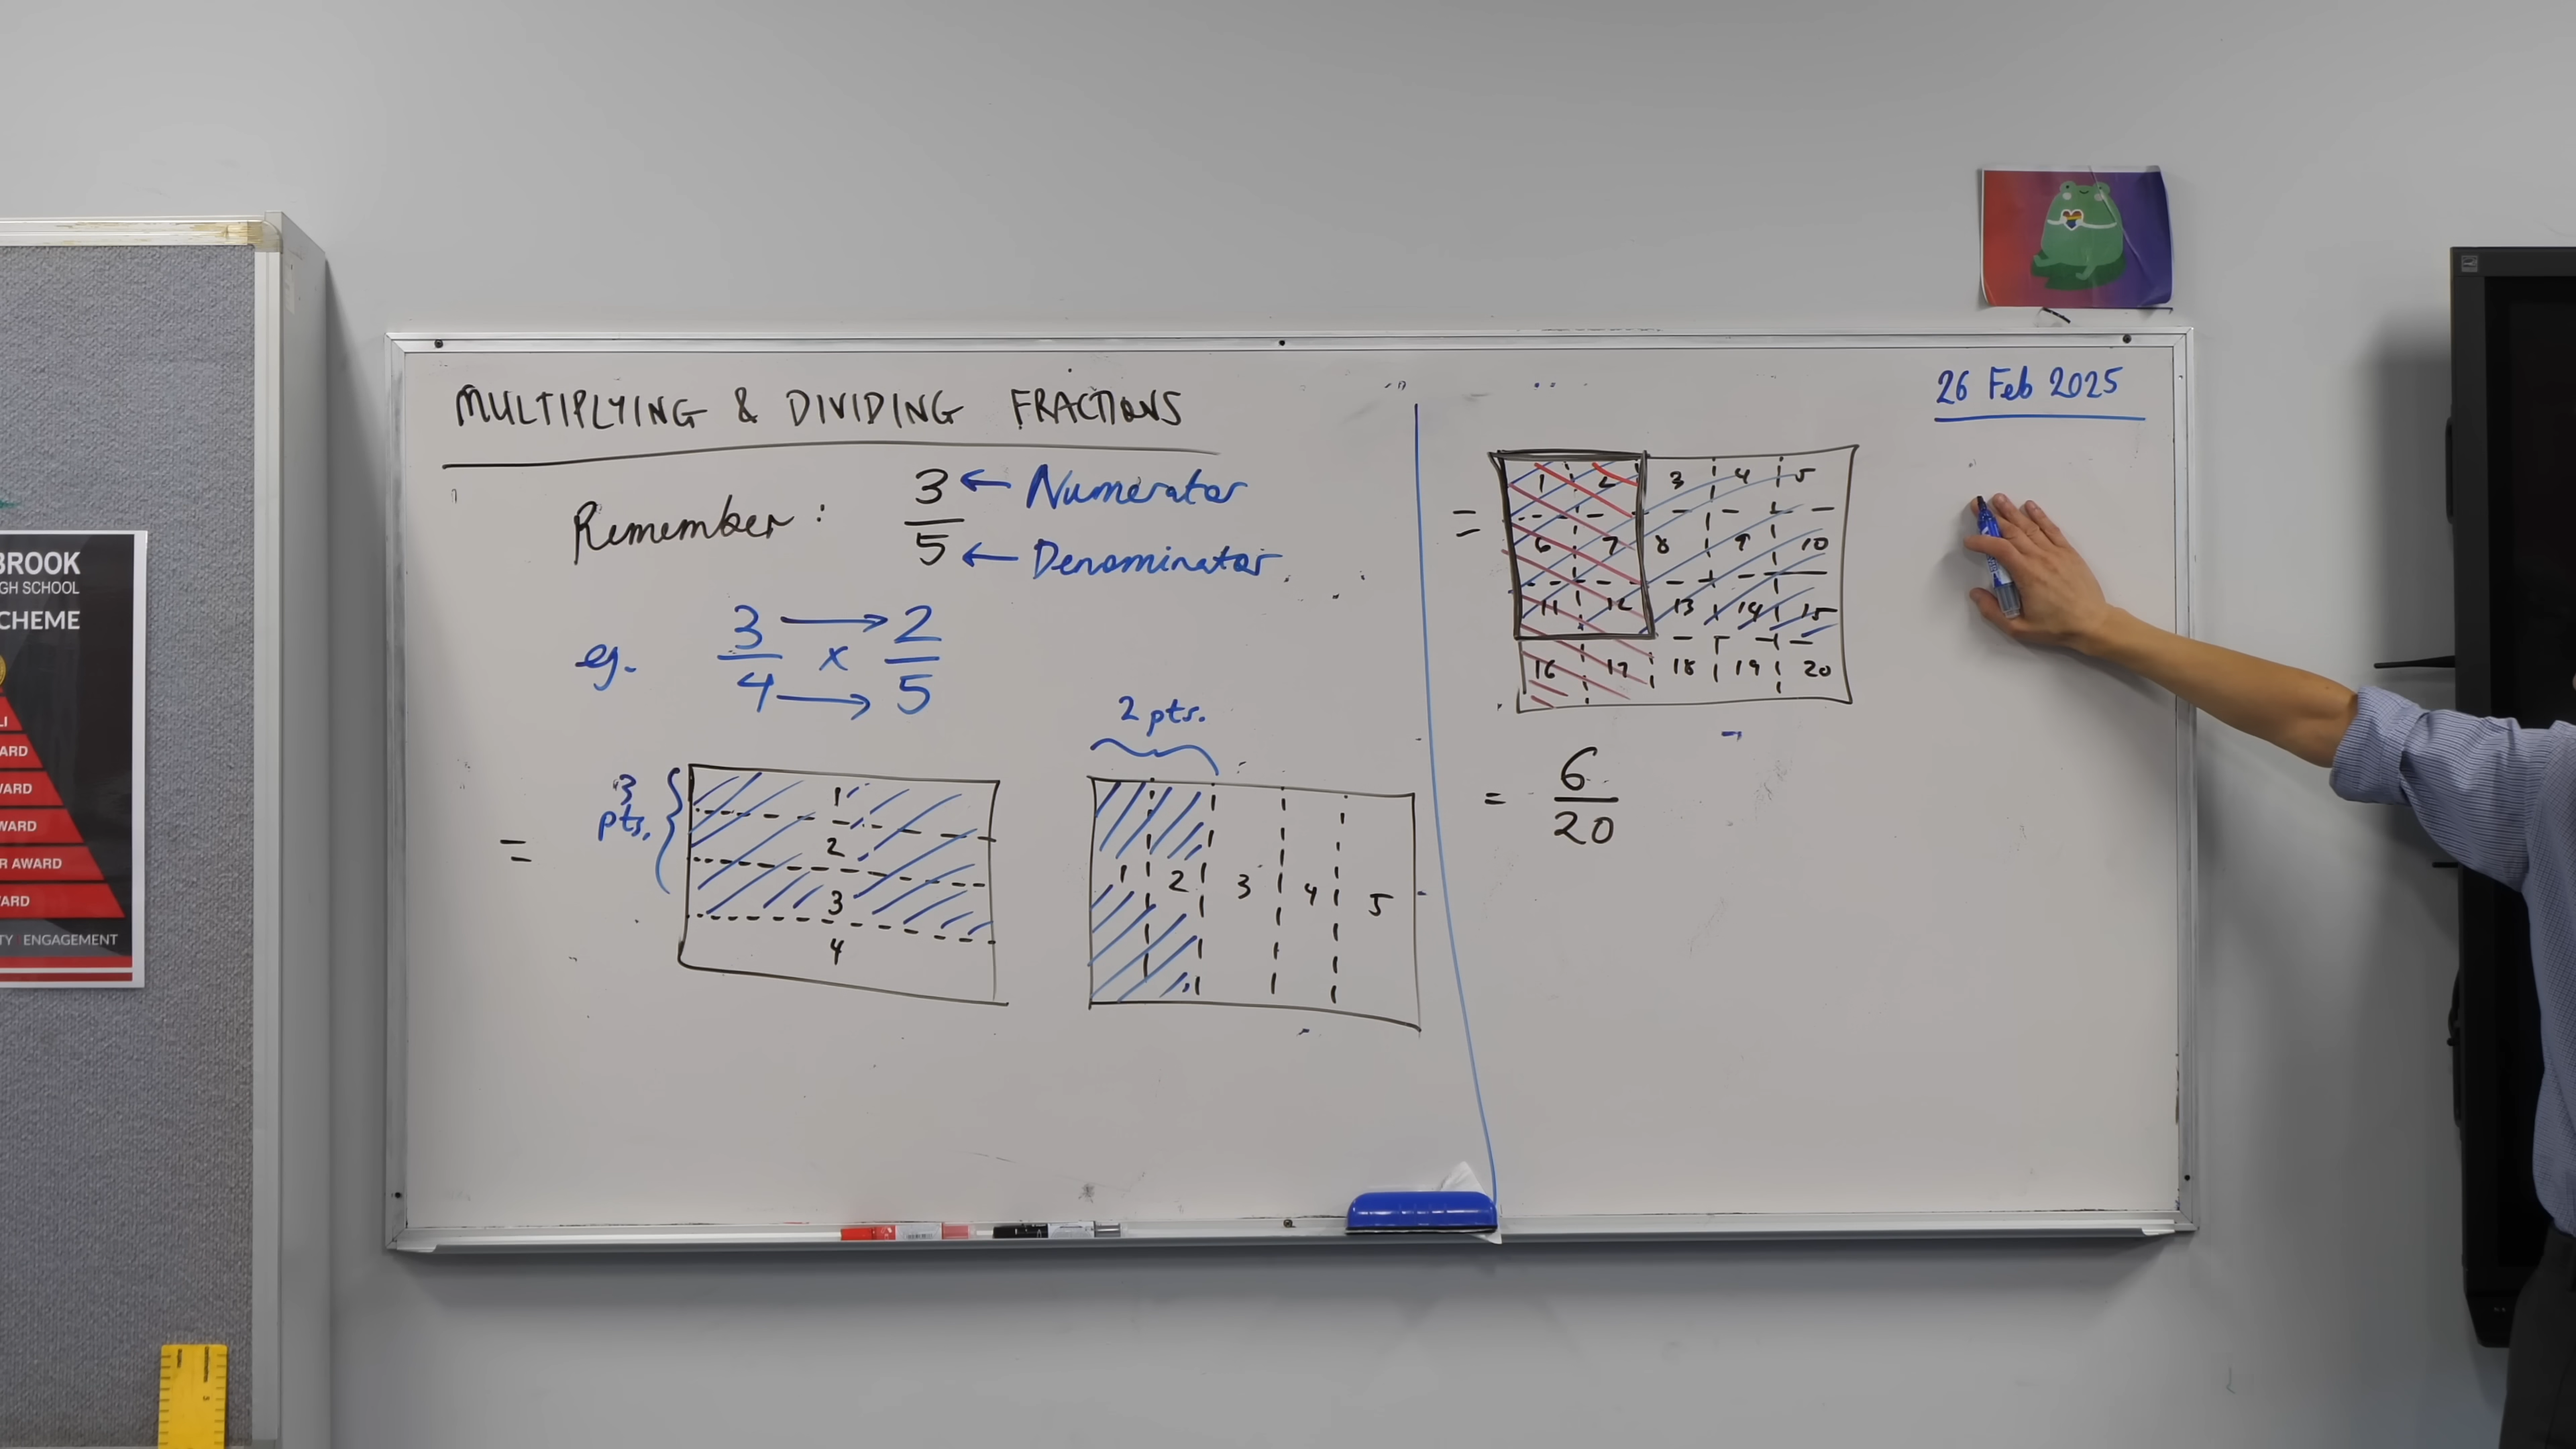 BROOK
GH SCHOOL
CHEME
LI
ARD
WARD
WARD
R AWARD
WARD
TY ENGAGEMENT
MULTIPLYING & DIVIDING FRACTIONS
Remember :
3 ← Numerator
5 ← Denominator
eg.
3 → 2
x
4 → 5
=
3
pts.
1
2
3
4
2 pts.
1 2 3 4 5
26 Feb 2025
=
1 2 3 4 5
6 7 8 9 10
11 12 13 14 15
16 17 18 19 20
= 6
20